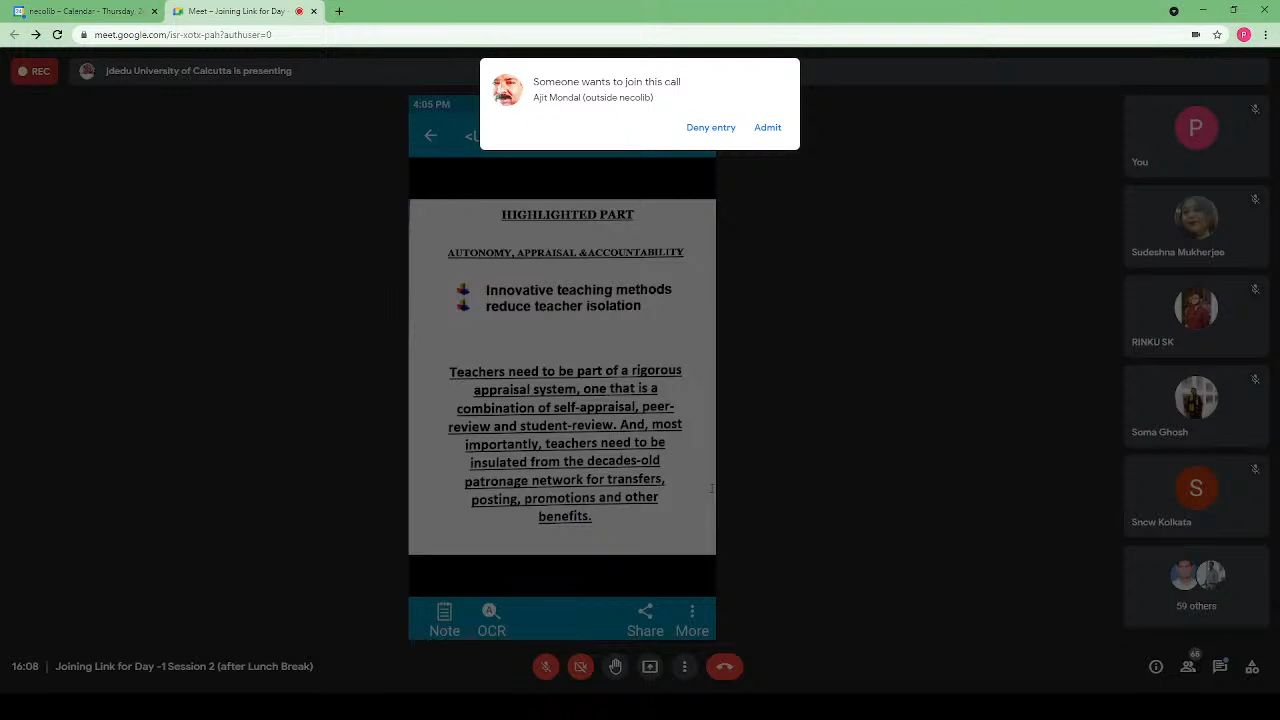 necolib – Calendar - Thursday, 2
Meet – Joining Link for Day -
meet.google.com/isr-xotx-pah?authuser=0
P
REC
Jdedu University of Calcutta is presenting
Someone wants to join this call
Ajit Mondal (outside necolib)
Deny entry
Admit
4:05 PM
HIGHLIGHTED PART
AUTONOMY, APPRAISAL &ACCOUNTABILITY
Innovative teaching methods
reduce teacher isolation
Teachers need to be part of a rigorous
appraisal system, one that is a
combination of self-appraisal, peer-
review and student-review. And, most
importantly, teachers need to be
insulated from the decades-old
patronage network for transfers,
posting, promotions and other
benefits.
Note
OCR
Share
More
P
You
Sudeshna Mukherjee
RINKU SK
Soma Ghosh
S
Sncw Kolkata
59 others
16:08
Joining Link for Day -1 Session 2 (after Lunch Break)
65